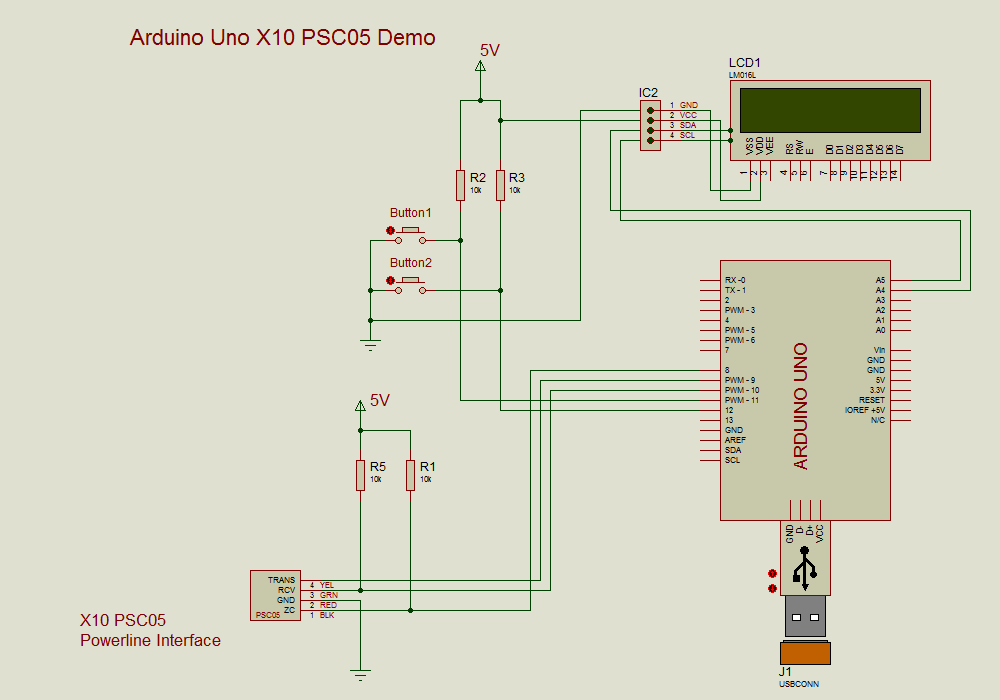 Arduino Uno X10 PSC05 Demo
5V
LCD1
LM016L
IC2
1 GND
2 VCC
3 SDA
4 SCL
VSS
VDD
VEE
RS
RW
E
D0
D1
D2
D3
D4
D5
D6
D7
1
2
3
4
5
6
7
8
9
10
11
12
13
14
R2
10k
R3
10k
Button1
Button2
RX -0
TX - 1
2
PWM - 3
4
PWM - 5
PWM - 6
7
8
PWM - 9
PWM - 10
PWM - 11
12
13
GND
AREF
SDA
SCL
ARDUINO UNO
A5
A4
A3
A2
A1
A0
Vin
GND
GND
5V
3.3V
RESET
IOREF +5V
N/C
GND
D-
D+
VCC
5V
R5
10k
R1
10k
TRANS
RCV
GND
ZC
PSC05
4 YEL
3 GRN
2 RED
1 BLK
X10 PSC05
Powerline Interface
J1
USBCONN